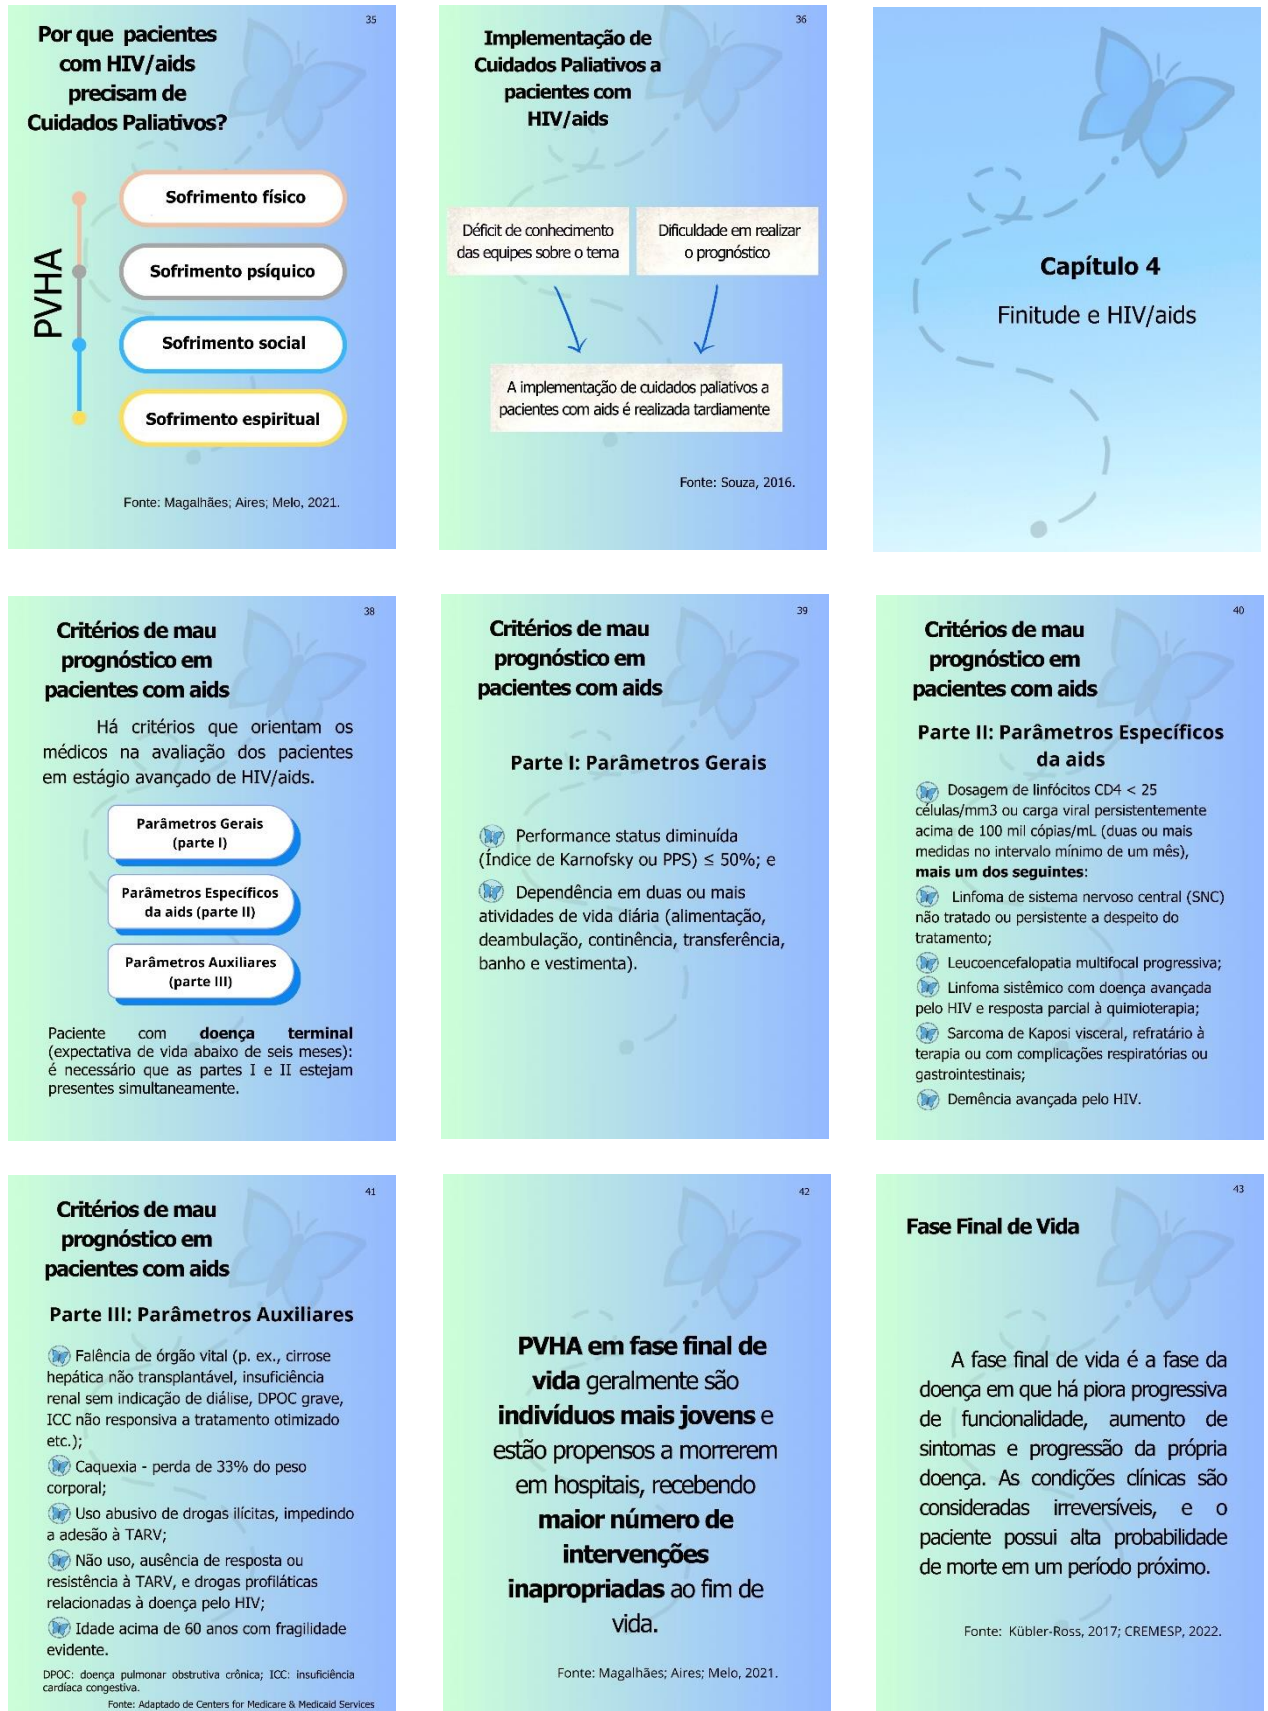 35
Por que pacientes
com HIV/aids
precisam de
Cuidados Paliativos?
PVHA
Sofrimento físico
Sofrimento psíquico
Sofrimento social
Sofrimento espiritual
Fonte: Magalhães; Aires; Melo, 2021.
36
Implementação de
Cuidados Paliativos a
pacientes com
HIV/aids
Déficit de conhecimento
das equipes sobre o tema
Dificuldade em realizar
o prognóstico
A implementação de cuidados paliativos a
pacientes com aids é realizada tardiamente
Fonte: Souza, 2016.
Capítulo 4
Finitude e HIV/aids
38
Critérios de mau
prognóstico em
pacientes com aids
Há critérios que orientam os
médicos na avaliação dos pacientes
em estágio avançado de HIV/aids.
Parâmetros Gerais
(parte I)
Parâmetros Específicos
da aids (parte II)
Parâmetros Auxiliares
(parte III)
Paciente com doença terminal
(expectativa de vida abaixo de seis meses):
é necessário que as partes I e II estejam
presentes simultaneamente.
39
Critérios de mau
prognóstico em
pacientes com aids
Parte I: Parâmetros Gerais
Performance status diminuída
(Índice de Karnofsky ou PPS) ≤ 50%; e
Dependência em duas ou mais
atividades de vida diária (alimentação,
deambulação, continência, transferência,
banho e vestimenta).
40
Critérios de mau
prognóstico em
pacientes com aids
Parte II: Parâmetros Específicos
da aids
Dosagem de linfócitos CD4 < 25
células/mm3 ou carga viral persistentemente
acima de 100 mil cópias/mL (duas ou mais
medidas no intervalo mínimo de um mês),
mais um dos seguintes:
Linfoma de sistema nervoso central (SNC)
não tratado ou persistente a despeito do
tratamento;
Leucoencefalopatia multifocal progressiva;
Linfoma sistêmico com doença avançada
pelo HIV e resposta parcial à quimioterapia;
Sarcoma de Kaposi visceral, refratário à
terapia ou com complicações respiratórias ou
gastrointestinais;
Demência avançada pelo HIV.
41
Critérios de mau
prognóstico em
pacientes com aids
Parte III: Parâmetros Auxiliares
Falência de órgão vital (p. ex., cirrose
hepática não transplantável, insuficiência
renal sem indicação de diálise, DPOC grave,
ICC não responsiva a tratamento otimizado
etc.);
Caquexia - perda de 33% do peso
corporal;
Uso abusivo de drogas ilícitas, impedindo
a adesão à TARV;
Não uso, ausência de resposta ou
resistência à TARV, e drogas profiláticas
relacionadas à doença pelo HIV;
Idade acima de 60 anos com fragilidade
evidente.
DPOC: doença pulmonar obstrutiva crônica; ICC: insuficiência
cardíaca congestiva.
Fonte: Adaptado de Centers for Medicare & Medicaid Services
42
PVHA em fase final de
vida geralmente são
indivíduos mais jovens e
estão propensos a morrerem
em hospitais, recebendo
maior número de
intervenções
inapropriadas ao fim de
vida.
Fonte: Magalhães; Aires; Melo, 2021.
43
Fase Final de Vida
A fase final de vida é a fase da
doença em que há piora progressiva
de funcionalidade, aumento de
sintomas e progressão da própria
doença. As condições clínicas são
consideradas irreversíveis, e o
paciente possui alta probabilidade
de morte em um período próximo.
Fonte: Kübler-Ross, 2017; CREMESP, 2022.